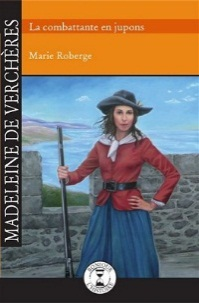 La combattante en jupons
Marie Roberge
MADELEINE DE VERCHÈRES